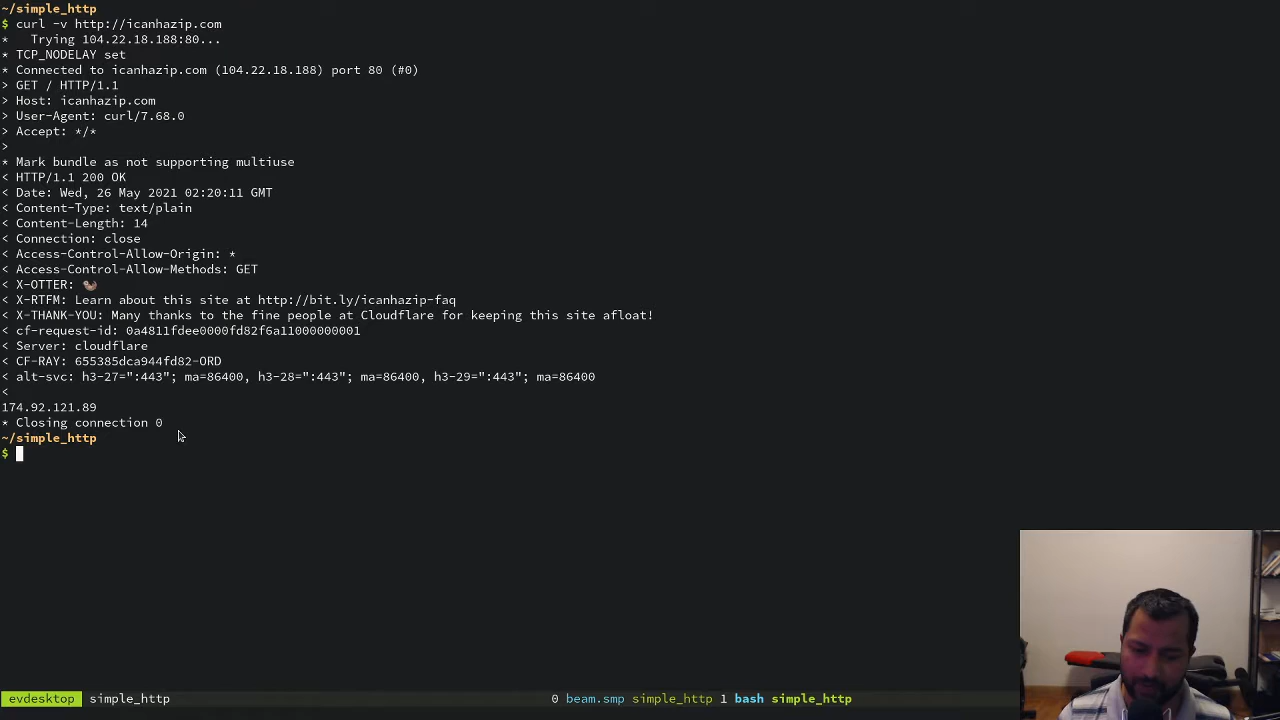 ~/simple_http
$ curl -v http://icanhazip.com
*   Trying 104.22.18.188:80...
* TCP_NODELAY set
* Connected to icanhazip.com (104.22.18.188) port 80 (#0)
> GET / HTTP/1.1
> Host: icanhazip.com
> User-Agent: curl/7.68.0
> Accept: */*
>
* Mark bundle as not supporting multiuse
< HTTP/1.1 200 OK
< Date: Wed, 26 May 2021 02:20:11 GMT
< Content-Type: text/plain
< Content-Length: 14
< Connection: close
< Access-Control-Allow-Origin: *
< Access-Control-Allow-Methods: GET
< X-OTTER: 🦦
< X-RTFM: Learn about this site at http://bit.ly/icanhazip-faq
< X-THANK-YOU: Many thanks to the fine people at Cloudflare for keeping this site afloat!
< cf-request-id: 0a4811fdee0000fd82f6a11000000001
< Server: cloudflare
< CF-RAY: 655385dca944fd82-ORD
< alt-svc: h3-27=":443"; ma=86400, h3-28=":443"; ma=86400, h3-29=":443"; ma=86400
<
174.92.121.89
* Closing connection 0
~/simple_http
$
evdesktop simple_http 0 beam.smp simple_http 1 bash simple_http